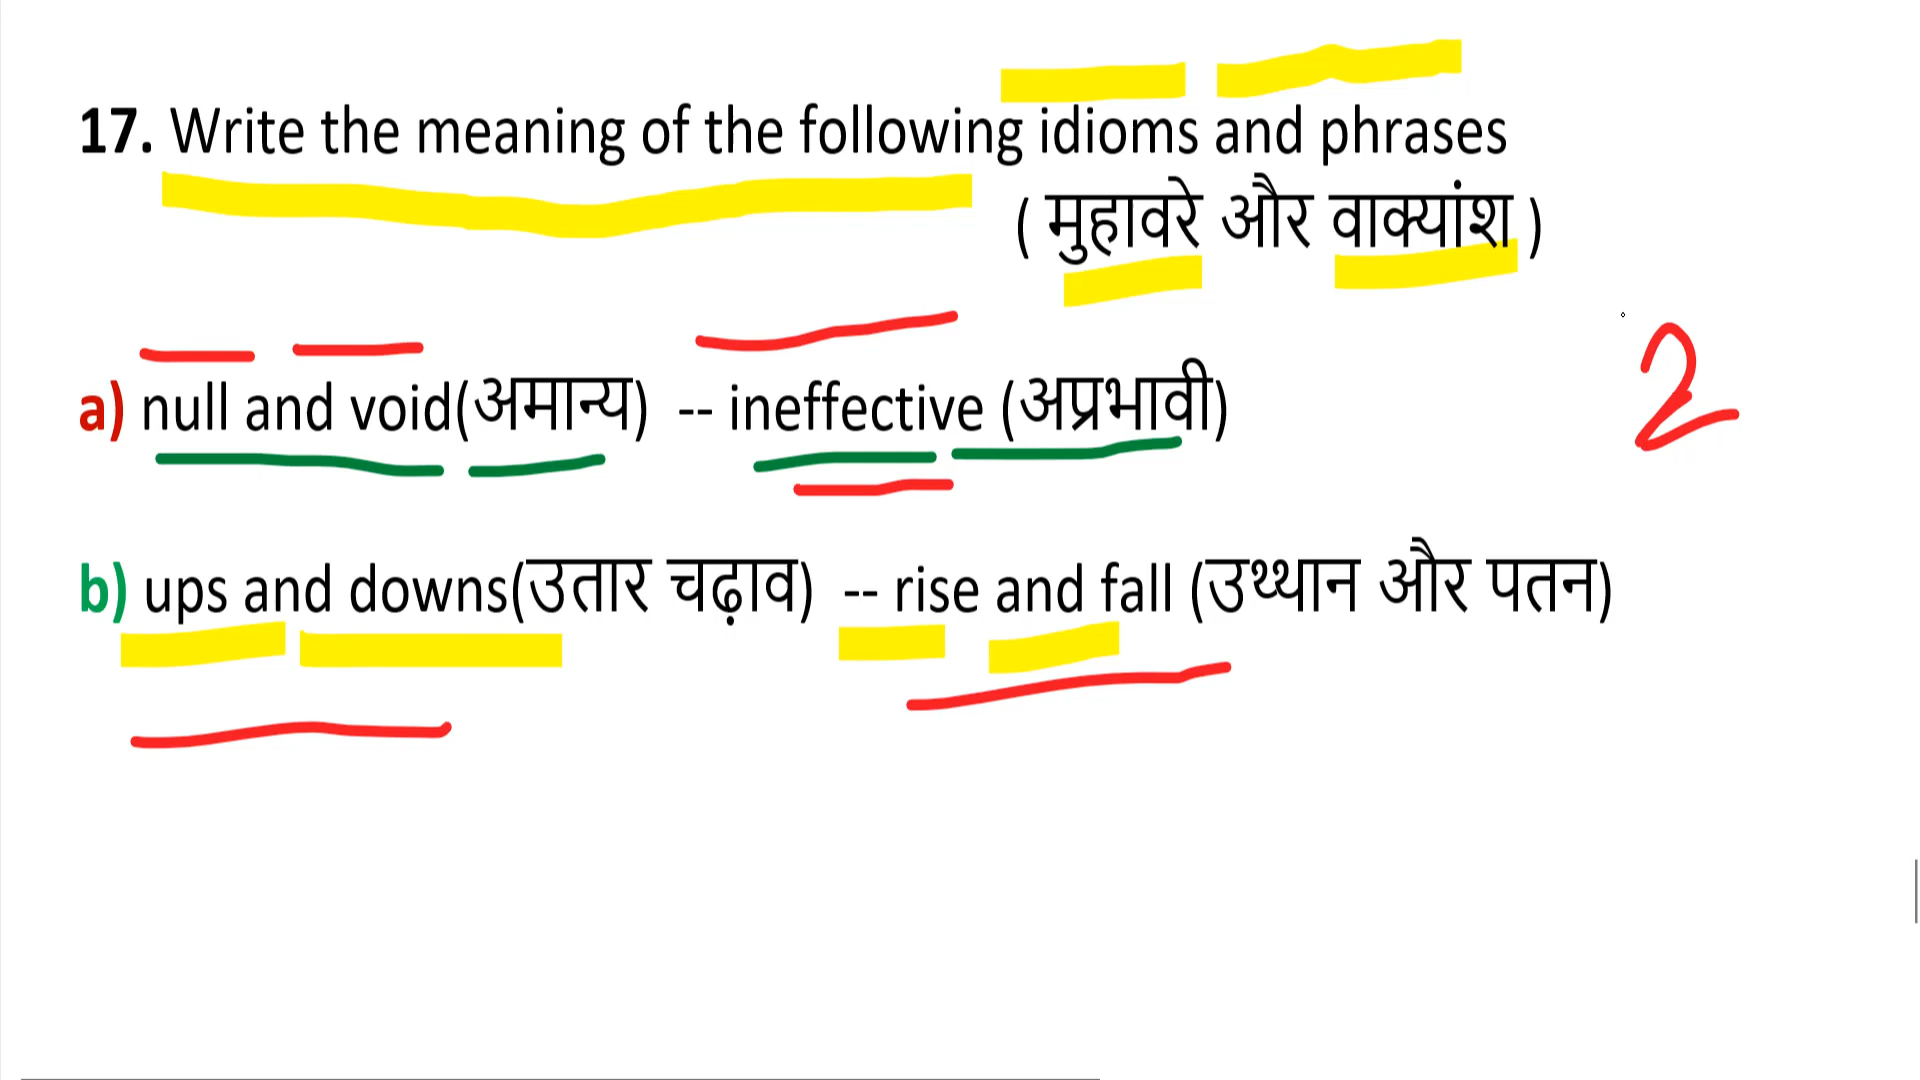 17. Write the meaning of the following idioms and phrases
( मुहावरे और वाक्यांश )
a) null and void(अमान्य) -- ineffective (अप्रभावी)
2
b) ups and downs(उतार चढ़ाव) -- rise and fall (उथ्थान और पतन)